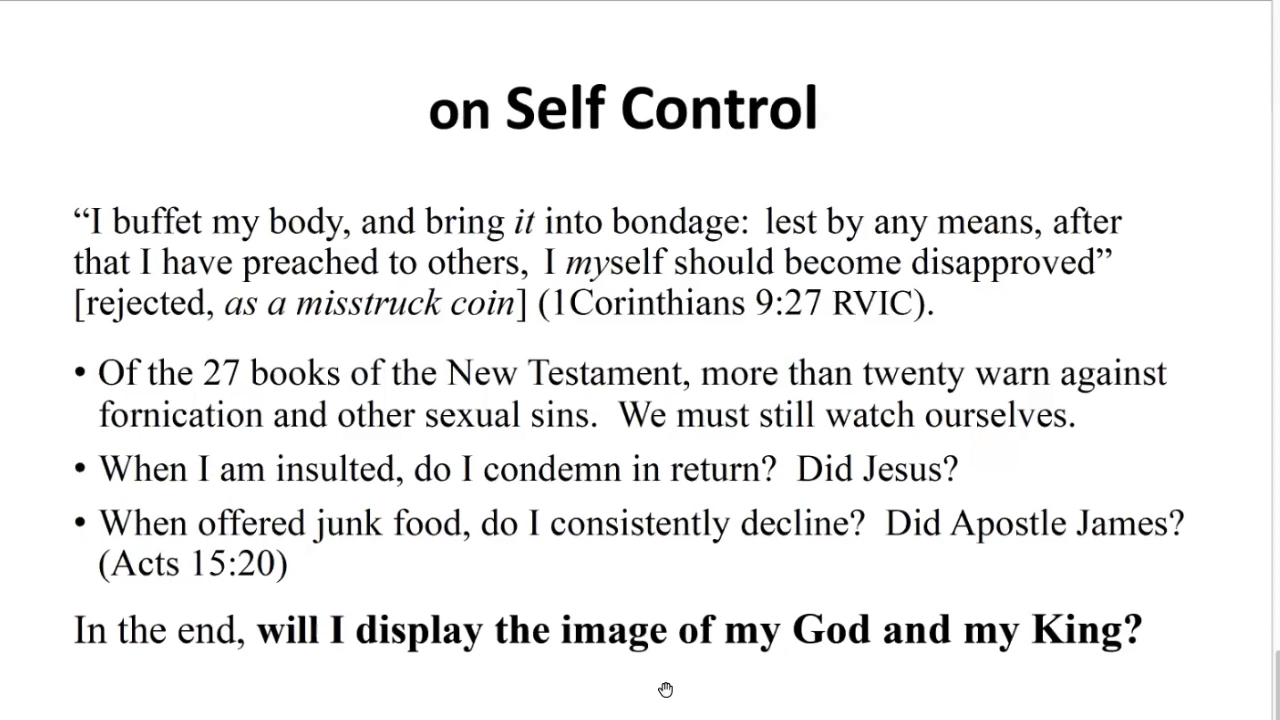 on Self Control
“I buffet my body, and bring it into bondage:  lest by any means, after
that I have preached to others,  I myself should become disapproved”
[rejected, as a misstruck coin] (1Corinthians 9:27 RVIC).
• Of the 27 books of the New Testament, more than twenty warn against
fornication and other sexual sins.  We must still watch ourselves.
• When I am insulted, do I condemn in return?  Did Jesus?
• When offered junk food, do I consistently decline?  Did Apostle James?
(Acts 15:20)
In the end, will I display the image of my God and my King?